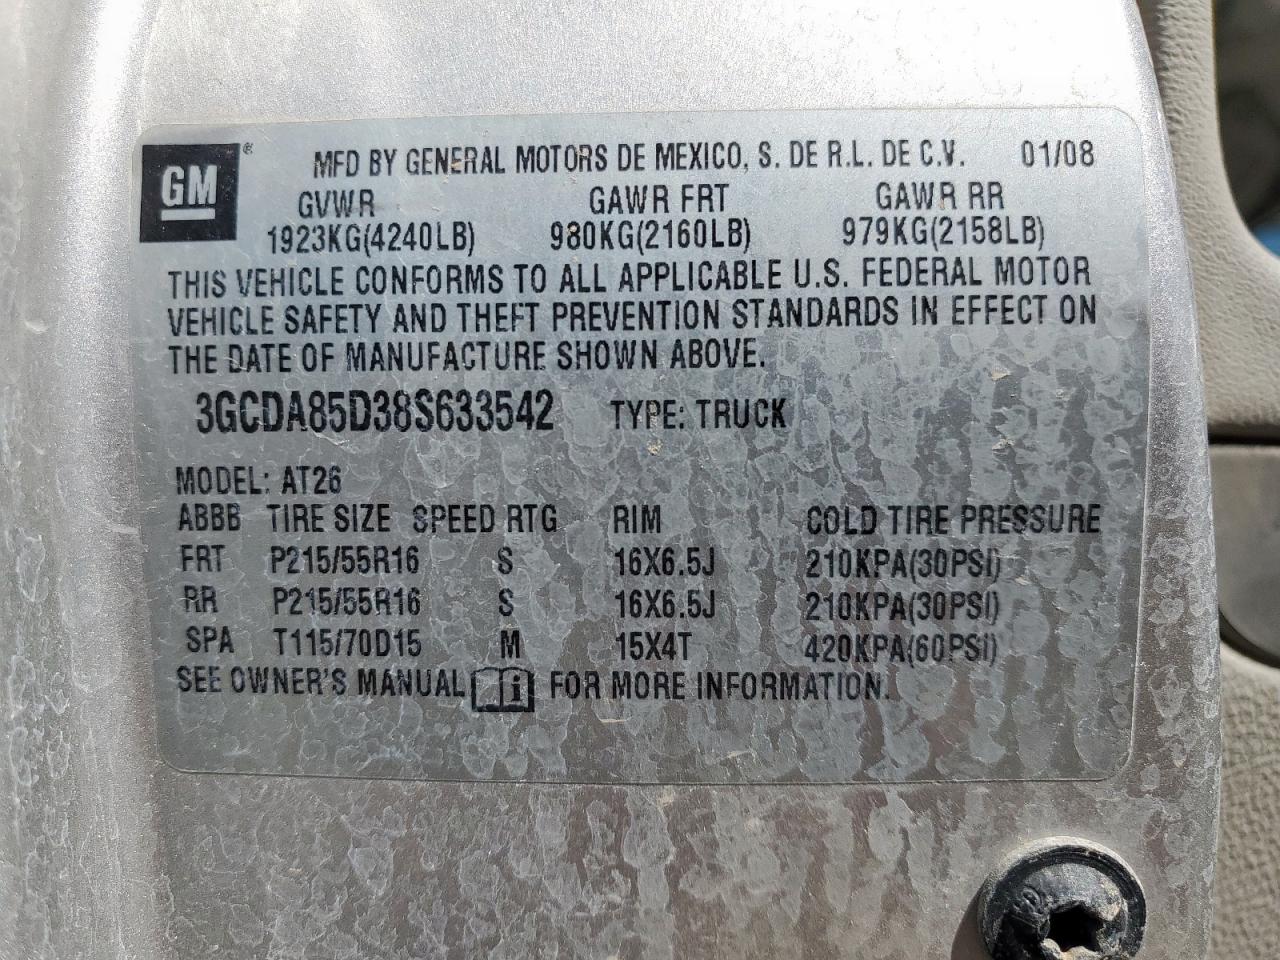 GM ® MFD BY GENERAL MOTORS DE MEXICO, S. DE R.L. DE C.V. 01/08
GVWR GAWR FRT GAWR RR
1923KG(4240LB) 980KG(2160LB) 979KG(2158LB)
THIS VEHICLE CONFORMS TO ALL APPLICABLE U.S. FEDERAL MOTOR
VEHICLE SAFETY AND THEFT PREVENTION STANDARDS IN EFFECT ON
THE DATE OF MANUFACTURE SHOWN ABOVE.
3GCDA85D38S633542 TYPE: TRUCK
MODEL: AT26
ABBB TIRE SIZE SPEED RTG RIM COLD TIRE PRESSURE
FRT P215/55R16 S 16X6.5J 210KPA(30PSI)
RR P215/55R16 S 16X6.5J 210KPA(30PSI)
SPA T115/70D15 M 15X4T 420KPA(60PSI)
SEE OWNER'S MANUAL i FOR MORE INFORMATION.